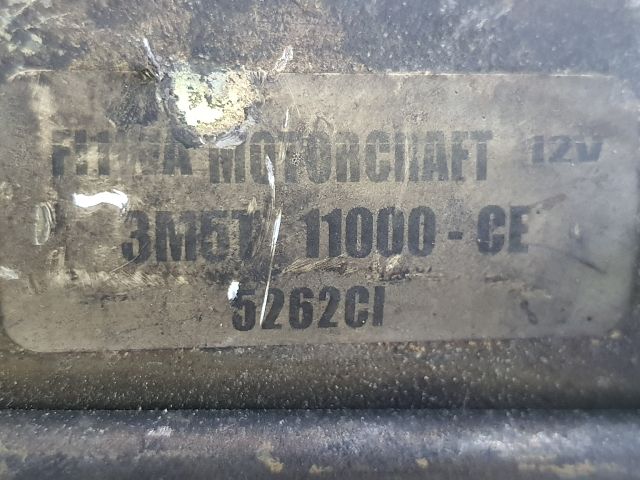 MOTORCRAFT 12V
3M5T 11000 - CE
5262CI